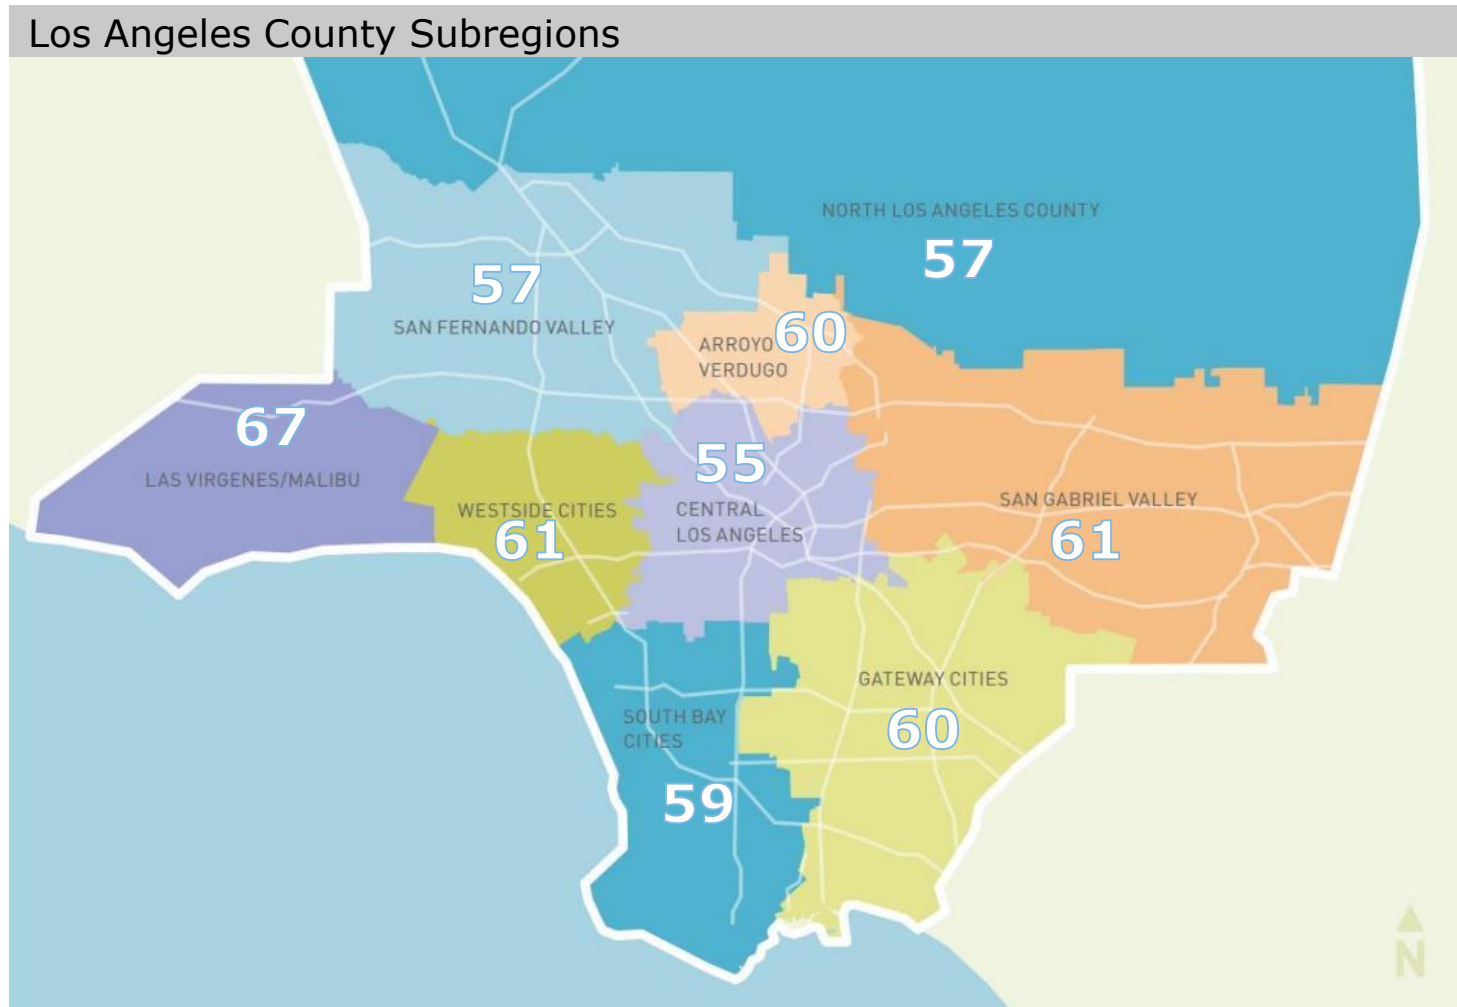 Los Angeles County Subregions
NORTH LOS ANGELES COUNTY
57
57
SAN FERNANDO VALLEY
60
ARROYO
VERDUGO
67
LAS VIRGENES/MALIBU
55
CENTRAL
LOS ANGELES
WESTSIDE CITIES
61
SAN GABRIEL VALLEY
61
GATEWAY CITIES
60
SOUTH BAY
CITIES
59
N